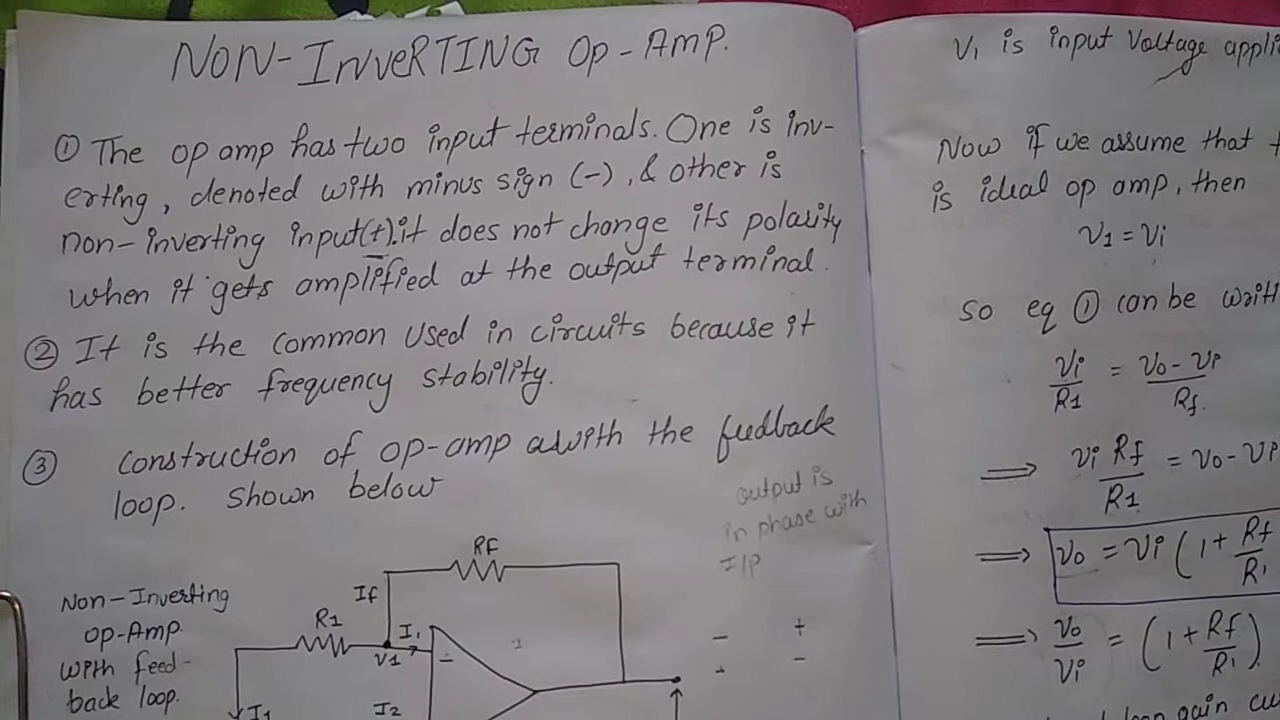 NON-INVERTING Op-Amp.
① The op amp has two input terminals. One is inv-
erting, denoted with minus sign (-), & other is
non-inverting input(+).it does not change its polarity
when it gets amplified at the output terminal.
② It is the common used in circuits because it
has better frequency stability.
③ construction of op-amp with the feedback
loop. shown below
output is
in phase with
I/P
RF
If
Non-Inverting
op-Amp.
with feed-
back loop.
R1
V1
I1
-
I1
I2
- +
+ -
V1 is input Voltage appli
Now if we assume that
is ideal op amp, then
V1 = Vi
so eq ① can be writt
Vi/R1 = Vo - Vi/Rf.
⟹ Vi Rf/R1 = Vo - Vi
⟹ Vo = Vi (1 + Rf/R1
⟹ Vo/Vi = (1 + Rf/R1)
gain